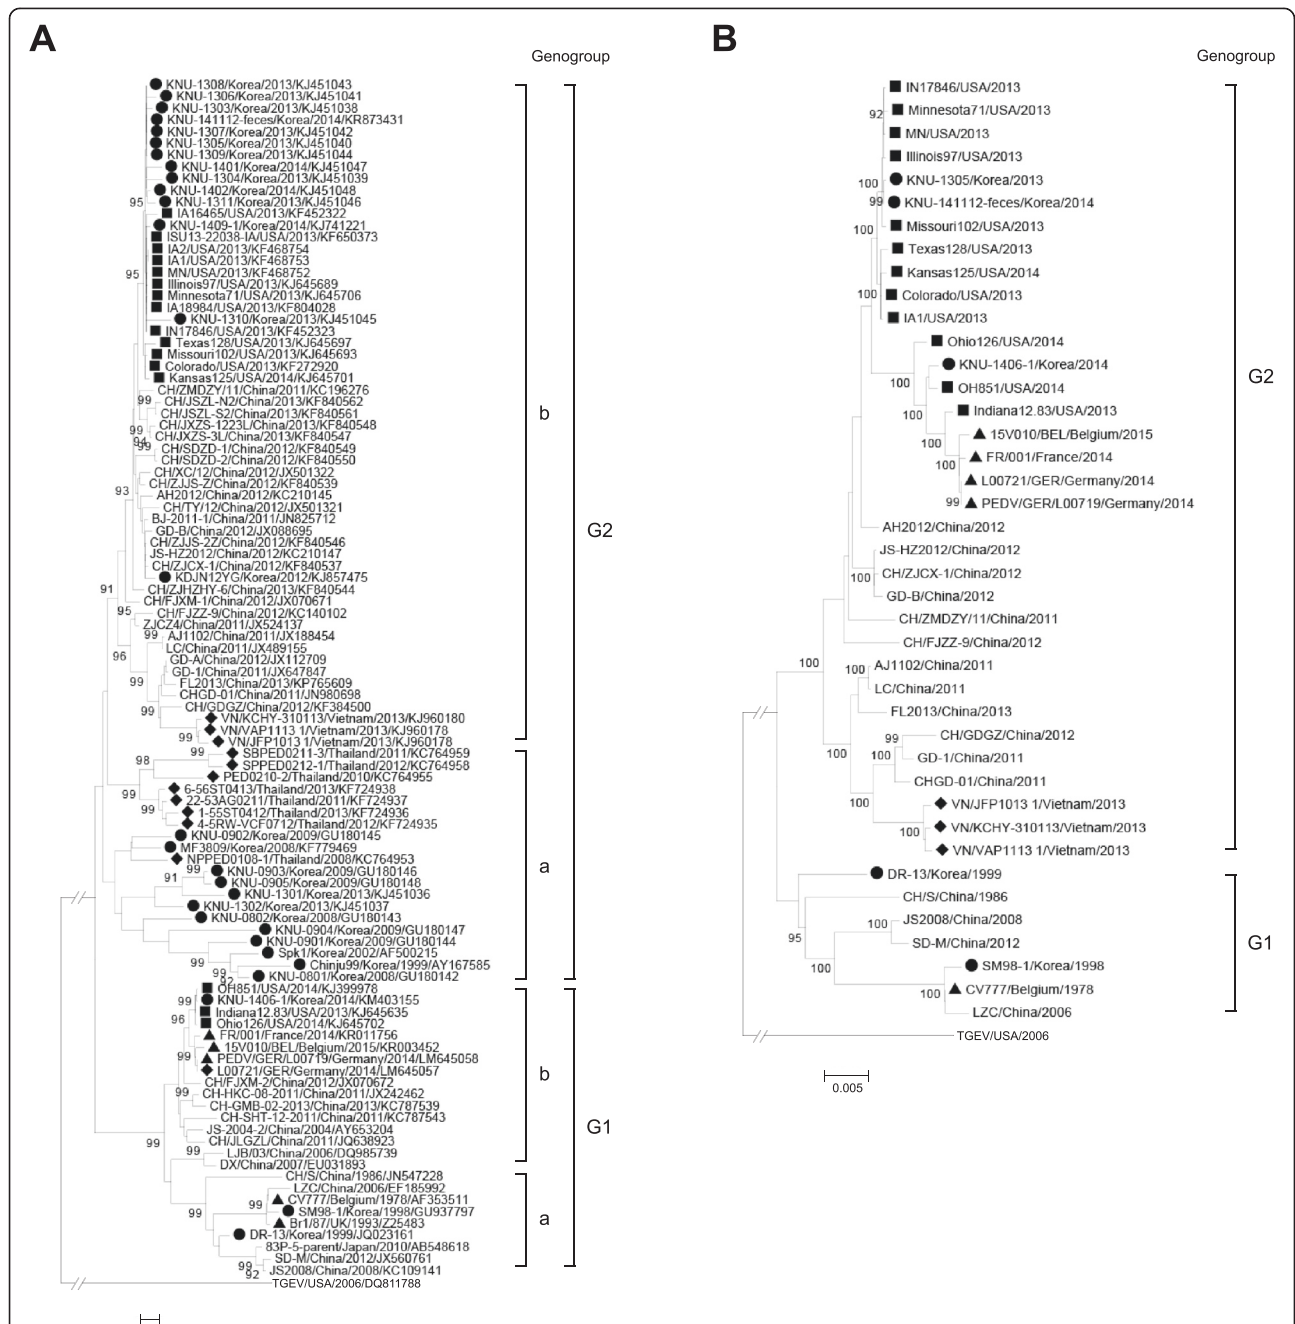 A
Genogroup
KNU-1308/Korea/2013/KJ451043
KNU-1306/Korea/2013/KJ451041
KNU-1303/Korea/2013/KJ451038
KNU-141112-feces/Korea/2014/KR873431
KNU-1307/Korea/2013/KJ451042
KNU-1305/Korea/2013/KJ451040
KNU-1309/Korea/2013/KJ451044
KNU-1401/Korea/2014/KJ451047
KNU-1304/Korea/2013/KJ451039
KNU-1402/Korea/2014/KJ451048
95 KNU-1311/Korea/2013/KJ451046
IA16465/USA/2013/KF452322
KNU-1409-1/Korea/2014/KJ741221
ISU13-22038-IA/USA/2013/KF650373
IA2/USA/2013/KF468754
IA1/USA/2013/KF468753
95 MN/USA/2013/KF468752
Illinois97/USA/2013/KJ645689
Minnesota71/USA/2013/KJ645706
IA18984/USA/2013/KF804028
KNU-1310/Korea/2013/KJ451045
IN17846/USA/2013/KF452323
Texas128/USA/2013/KJ645697
Missouri102/USA/2013/KJ645693
Colorado/USA/2013/KF272920
Kansas125/USA/2014/KJ645701
CH/ZMDZY/11/China/2011/KC196276
99 CH/JSZL-N2/China/2013/KF840562
CH/JSZL-S2/China/2013/KF840561
b
99 CH/JXZS-1223L/China/2013/KF840548
94 CH/JXZS-3L/China/2013/KF840547
99 CH/SDZD-1/China/2012/KF840549
CH/SDZD-2/China/2012/KF840550
CH/XC/12/China/2012/JX501322
CH/ZJJS-Z/China/2012/KF840539
93 AH2012/China/2012/KC210145
CH/TY/12/China/2012/JX501321
BJ-2011-1/China/2011/JN825712
GD-B/China/2012/JX088695
G2
CH/ZJJS-2Z/China/2012/KF840546
JS-HZ2012/China/2012/KC210147
CH/ZJCX-1/China/2012/KF840537
KDJN12YG/Korea/2012/KJ857475
91 CH/ZJHZHY-6/China/2013/KF840544
CH/FJXM-1/China/2012/JX070671
95 CH/FJZZ-9/China/2012/KC140102
ZJCZ4/China/2011/JX524137
99 AJ1102/China/2011/JX188454
LC/China/2011/JX489155
96 GD-A/China/2012/JX112709
GD-1/China/2011/JX647847
99 FL2013/China/2013/KP765609
CHGD-01/China/2011/JN980698
99 CH/GDGZ/China/2012/KF384500
VN/KCHY-310113/Vietnam/2013/KJ960180
VN/VAP1113 1/Vietnam/2013/KJ960178
99 VN/JFP1013 1/Vietnam/2013/KJ960178
99 SBPED0211-3/Thailand/2011/KC764959
98 SPPED0212-1/Thailand/2012/KC764958
PED0210-2/Thailand/2010/KC764955
99 6-56ST0413/Thailand/2013/KF724938
22-53AG0211/Thailand/2011/KF724937
99 1-55ST0412/Thailand/2013/KF724936
4-5RW-VCF0712/Thailand/2012/KF724935
KNU-0902/Korea/2009/GU180145
MF3809/Korea/2008/KF779469
NPPED0108-1/Thailand/2008/KC764953
a
99 KNU-0903/Korea/2009/GU180146
91 KNU-0905/Korea/2009/GU180148
KNU-1301/Korea/2013/KJ451036
KNU-1302/Korea/2013/KJ451037
KNU-0802/Korea/2008/GU180143
KNU-0904/Korea/2009/GU180147
KNU-0901/Korea/2009/GU180144
Spk1/Korea/2002/AF500215
99 Chinju99/Korea/1999/AY167585
99
92 KNU-0801/Korea/2008/GU180142
OH851/USA/2014/KJ399978
99 KNU-1406-1/Korea/2014/KM403155
Indiana12.83/USA/2013/KJ645635
96 Ohio126/USA/2014/KJ645702
FR/001/France/2014/KR011756
15V010/BEL/Belgium/2015/KR003452
99 PEDV/GER/L00719/Germany/2014/LM645058
L00721/GER/Germany/2014/LM645057
b
CH/FJXM-2/China/2012/JX070672
99 CH-HKC-08-2011/China/2011/JX242462
CH-GMB-02-2013/China/2013/KC787539
CH-SHT-12-2011/China/2011/KC787543
JS-2004-2/China/2004/AY653204
G1
99 CH/JLGZL/China/2011/JQ638923
99 LJB/03/China/2006/DQ985739
DX/China/2007/EU031893
CH/S/China/1986/JN547228
LZC/China/2006/EF185992
99 CV777/Belgium/1978/AF353511
99 SM98-1/Korea/1998/GU937797
a
Br1/87/UK/1993/Z25483
DR-13/Korea/1999/JQ023161
83P-5-parent/Japan/2010/AB548618
99 SD-M/China/2012/JX560761
92 JS2008/China/2008/KC109141
TGEV/USA/2006/DQ811788
B
Genogroup
IN17846/USA/2013
92 Minnesota71/USA/2013
MN/USA/2013
Illinois97/USA/2013
100 KNU-1305/Korea/2013
99 KNU-141112-feces/Korea/2014
100 Missouri102/USA/2013
Texas128/USA/2013
Kansas125/USA/2014
100 Colorado/USA/2013
IA1/USA/2013
Ohio126/USA/2014
KNU-1406-1/Korea/2014
G2
100 OH851/USA/2014
100 Indiana12.83/USA/2013
100 15V010/BEL/Belgium/2015
100 FR/001/France/2014
L00721/GER/Germany/2014
99 PEDV/GER/L00719/Germany/2014
AH2012/China/2012
JS-HZ2012/China/2012
100 CH/ZJCX-1/China/2012
GD-B/China/2012
CH/ZMDZY/11/China/2011
CH/FJZZ-9/China/2012
100 100 AJ1102/China/2011
LC/China/2011
FL2013/China/2013
99 CH/GDGZ/China/2012
100 100 GD-1/China/2011
CHGD-01/China/2011
100 VN/JFP1013 1/Vietnam/2013
100 VN/KCHY-310113/Vietnam/2013
VN/VAP1113 1/Vietnam/2013
DR-13/Korea/1999
CH/S/China/1986
100 JS2008/China/2008
95 SD-M/China/2012
G1
100 SM98-1/Korea/1998
100 CV777/Belgium/1978
LZC/China/2006
TGEV/USA/2006
0.005